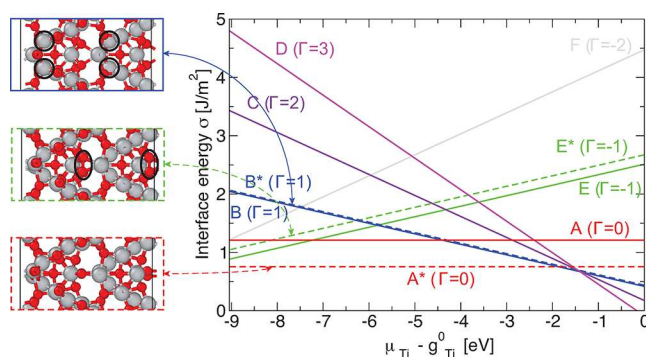 Interface energy σ [J/m²]
5
4
3
2
1
0
D (Γ=3)
F (Γ=-2)
C (Γ=2)
E* (Γ=-1)
B* (Γ=1)
B (Γ=1)
E (Γ=-1)
A (Γ=0)
A* (Γ=0)
-9 -8 -7 -6 -5 -4 -3 -2 -1 0
μ_Ti - g⁰_Ti [eV]